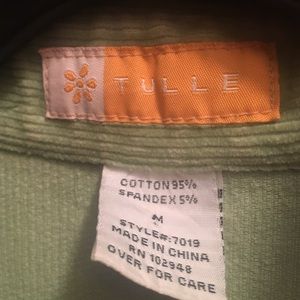 TULLE
COTTON 95%
SPANDEX 5%
M
STYLE#:7019
MADE IN CHINA
RN 102948
OVER FOR CARE